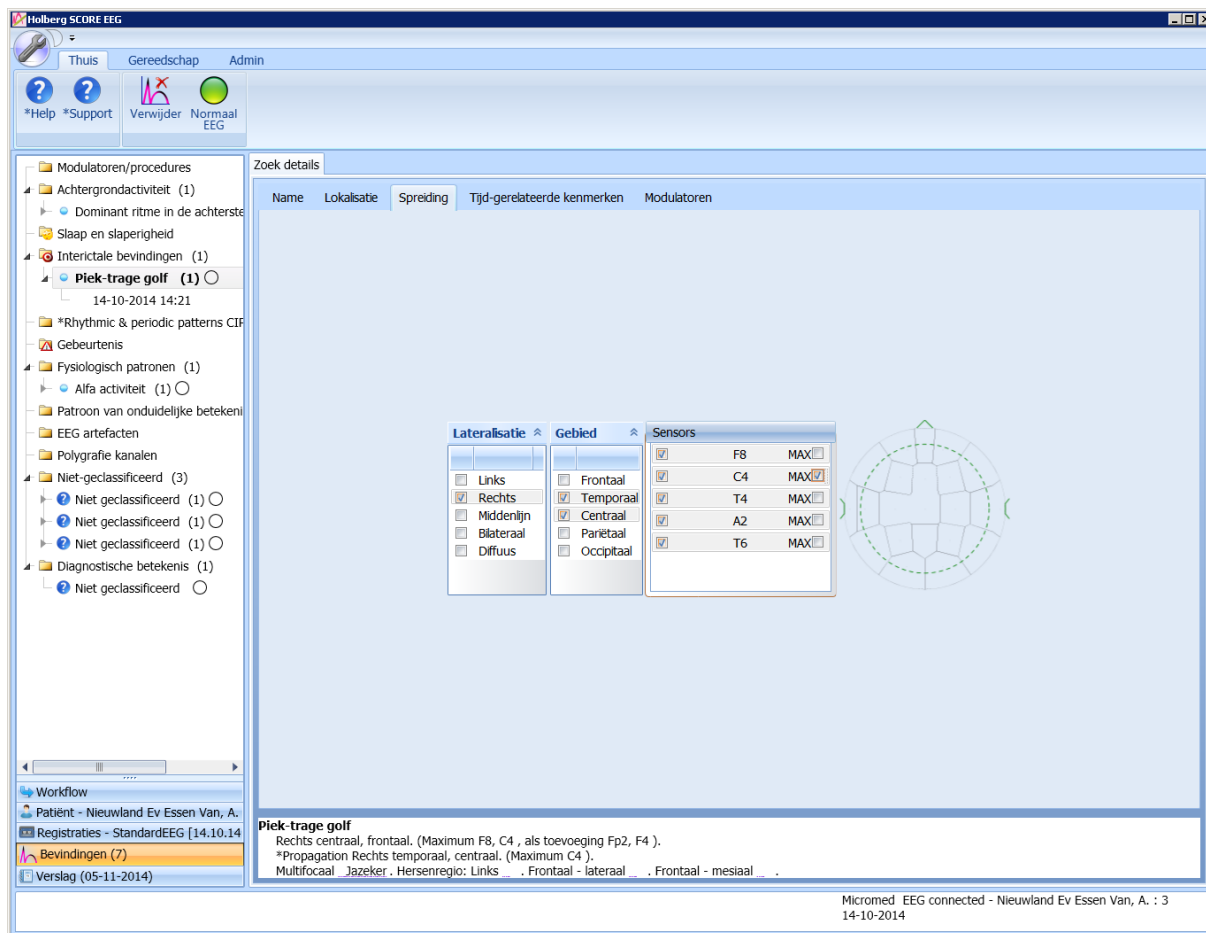 Holberg SCORE EEG
Thuis Gereedschap Admin
*Help *Support Verwijder Normaal EEG
Modulatoren/procedures
Achtergrondactiviteit (1)
Dominant ritme in de achterste
Slaap en slaperigheid
Interictale bevindingen (1)
Piek-trage golf (1)
14-10-2014 14:21
*Rhythmic & periodic patterns CIF
Gebeurtenis
Fysiologisch patronen (1)
Alfa activiteit (1)
Patroon van onduidelijke betekeni
EEG artefacten
Polygrafie kanalen
Niet-geclassificeerd (3)
Niet geclassificeerd (1)
Niet geclassificeerd (1)
Niet geclassificeerd (1)
Diagnostische betekenis (1)
Niet geclassificeerd
Workflow
Patiënt - Nieuwland Ev Essen Van, A.
Registraties - StandardEEG [14.10.14
Bevindingen (7)
Verslag (05-11-2014)
Zoek details
Name Lokalisatie Spreiding Tijd-gerelateerde kenmerken Modulatoren
Lateralisatie
Links
Rechts
Middenlijn
Bilateraal
Diffuus
Gebied
Frontaal
Temporaal
Centraal
Pariëtaal
Occipitaal
Sensors
F8 MAX
C4 MAX
T4 MAX
A2 MAX
T6 MAX
Piek-trage golf
Rechts centraal, frontaal. (Maximum F8, C4 , als toevoeging Fp2, F4 ).
*Propagation Rechts temporaal, centraal. (Maximum C4 ).
Multifocaal _Jazeker . Hersenregio: Links _ . Frontaal - lateraal _ . Frontaal - mesiaal _ .
Micromed EEG connected - Nieuwland Ev Essen Van, A. : 3
14-10-2014